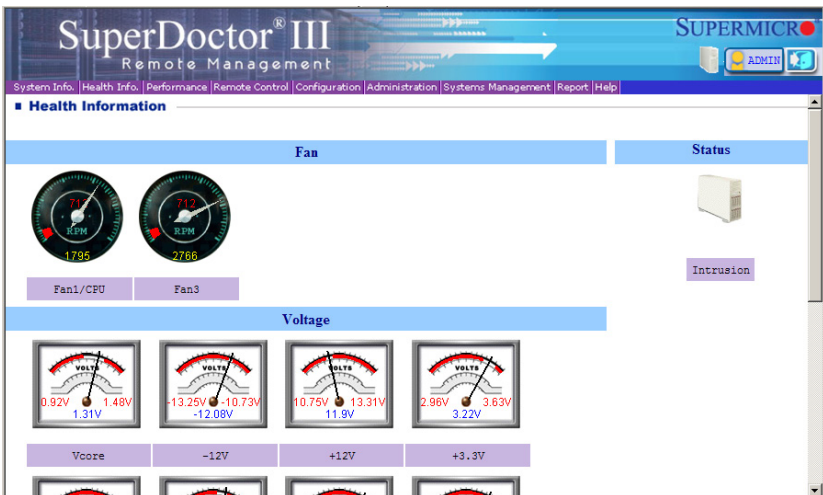 SuperDoctor® III
Remote Management
SUPERMICR
ADMIN
System Info. Health Info. Performance Remote Control Configuration Administration Systems Management Report Help
Health Information
Fan
Status
712
RPM
2766
RPM
1795
Fan1/CPU
Fan3
Intrusion
Voltage
VOLTS
0.92V 1.48V
1.31V
VOLTS
-13.25V -10.73V
-12.08V
VOLTS
10.75V 13.31V
11.9V
VOLTS
2.96V 3.63V
3.22V
Vcore
-12V
+12V
+3.3V